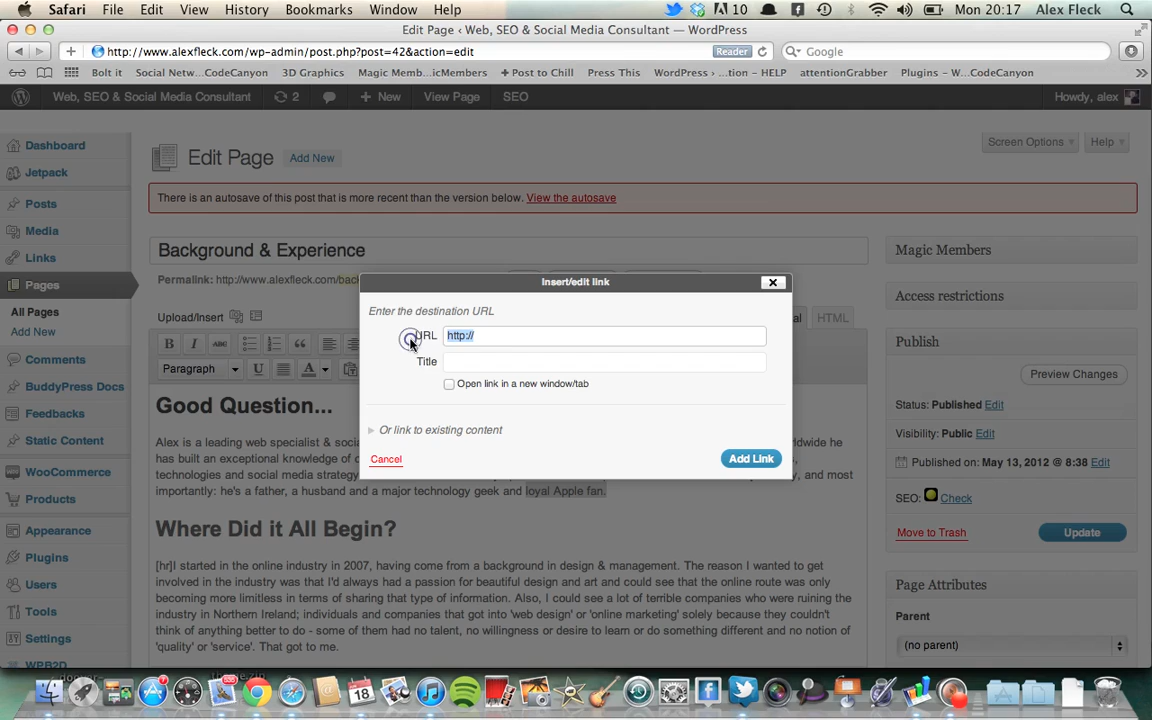 Safari File Edit View History Bookmarks Window Help 10 Mon 20:17 Alex Fleck
Edit Page ‹ Web, SEO & Social Media Consultant — WordPress
http://www.alexfleck.com/wp-admin/post.php?post=42&action=edit Reader Google
Bolt it Social Netw...CodeCanyon 3D Graphics Magic Memb...icMembers +Post to Chill Press This WordPress › ...tion - HELP attentionGrabber Plugins - W...CodeCanyon
Web, SEO & Social Media Consultant 2 New View Page SEO Howdy, alex
Dashboard
Jetpack
Posts
Media
Links
Pages
All Pages
Add New
Comments
BuddyPress Docs
Feedbacks
Static Content
WooCommerce
Products
Appearance
Plugins
Users
Tools
Settings
WPB2D
Screen Options Help
Edit Page Add New
There is an autosave of this post that is more recent than the version below. View the autosave
Background & Experience
Permalink: http://www.alexfleck.com/back
Upload/Insert HTML
B I ABC
Paragraph U A
Good Question...
Alex is a leading web specialist & socia
has built an exceptional knowledge of
technologies and social media strategy
importantly: he's a father, a husband and a major technology geek and loyal Apple fan.
Where Did it All Begin?
[hr]I started in the online industry in 2007, having come from a background in design & management. The reason I wanted to get
involved in the industry was that I'd always had a passion for beautiful design and art and could see that the online route was only
becoming more limitless in terms of sharing that type of information. Also, I could see a lot of terrible companies who were ruining the
industry in Northern Ireland; individuals and companies that got into 'web design' or 'online marketing' solely because they couldn't
think of anything better to do - some of them had no talent, no willingness or desire to learn or do something different and no notion of
'quality' or 'service'. That got to me.
Insert/edit link
Enter the destination URL
URL http://
Title
Open link in a new window/tab
Or link to existing content
Cancel Add Link
Magic Members
Access restrictions
Publish
Preview Changes
Status: Published Edit
Visibility: Public Edit
Published on: May 13, 2012 @ 8:38 Edit
SEO: Check
Move to Trash Update
Page Attributes
Parent
(no parent)
18